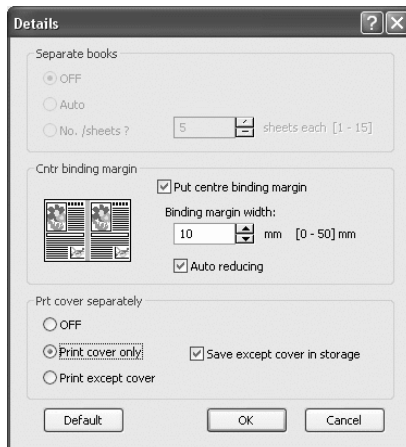 Details
Separate books
OFF
Auto
No. /sheets ?
5
sheets each [1 - 15]
Cntr binding margin
Put centre binding margin
Binding margin width:
10
mm [0 - 50] mm
Auto reducing
Prt cover separately
OFF
Print cover only
Save except cover in storage
Print except cover
Default
OK
Cancel